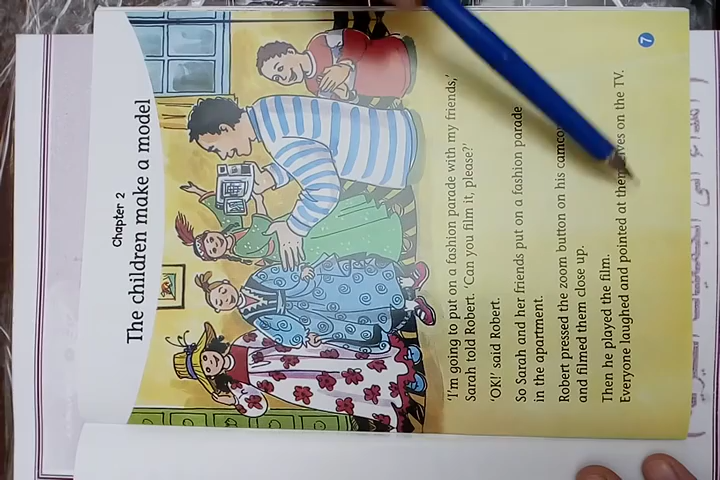 Chapter 2
The children make a model
'I'm going to put on a fashion parade with my friends,'
Sarah told Robert. 'Can you film it, please?'
'OK!' said Robert.
So Sarah and her friends put on a fashion parade
in the apartment.
Robert pressed the zoom button on his
and filmed them close up.
Then he played the film.
Everyone laughed and pointed at themselves on the TV.
7